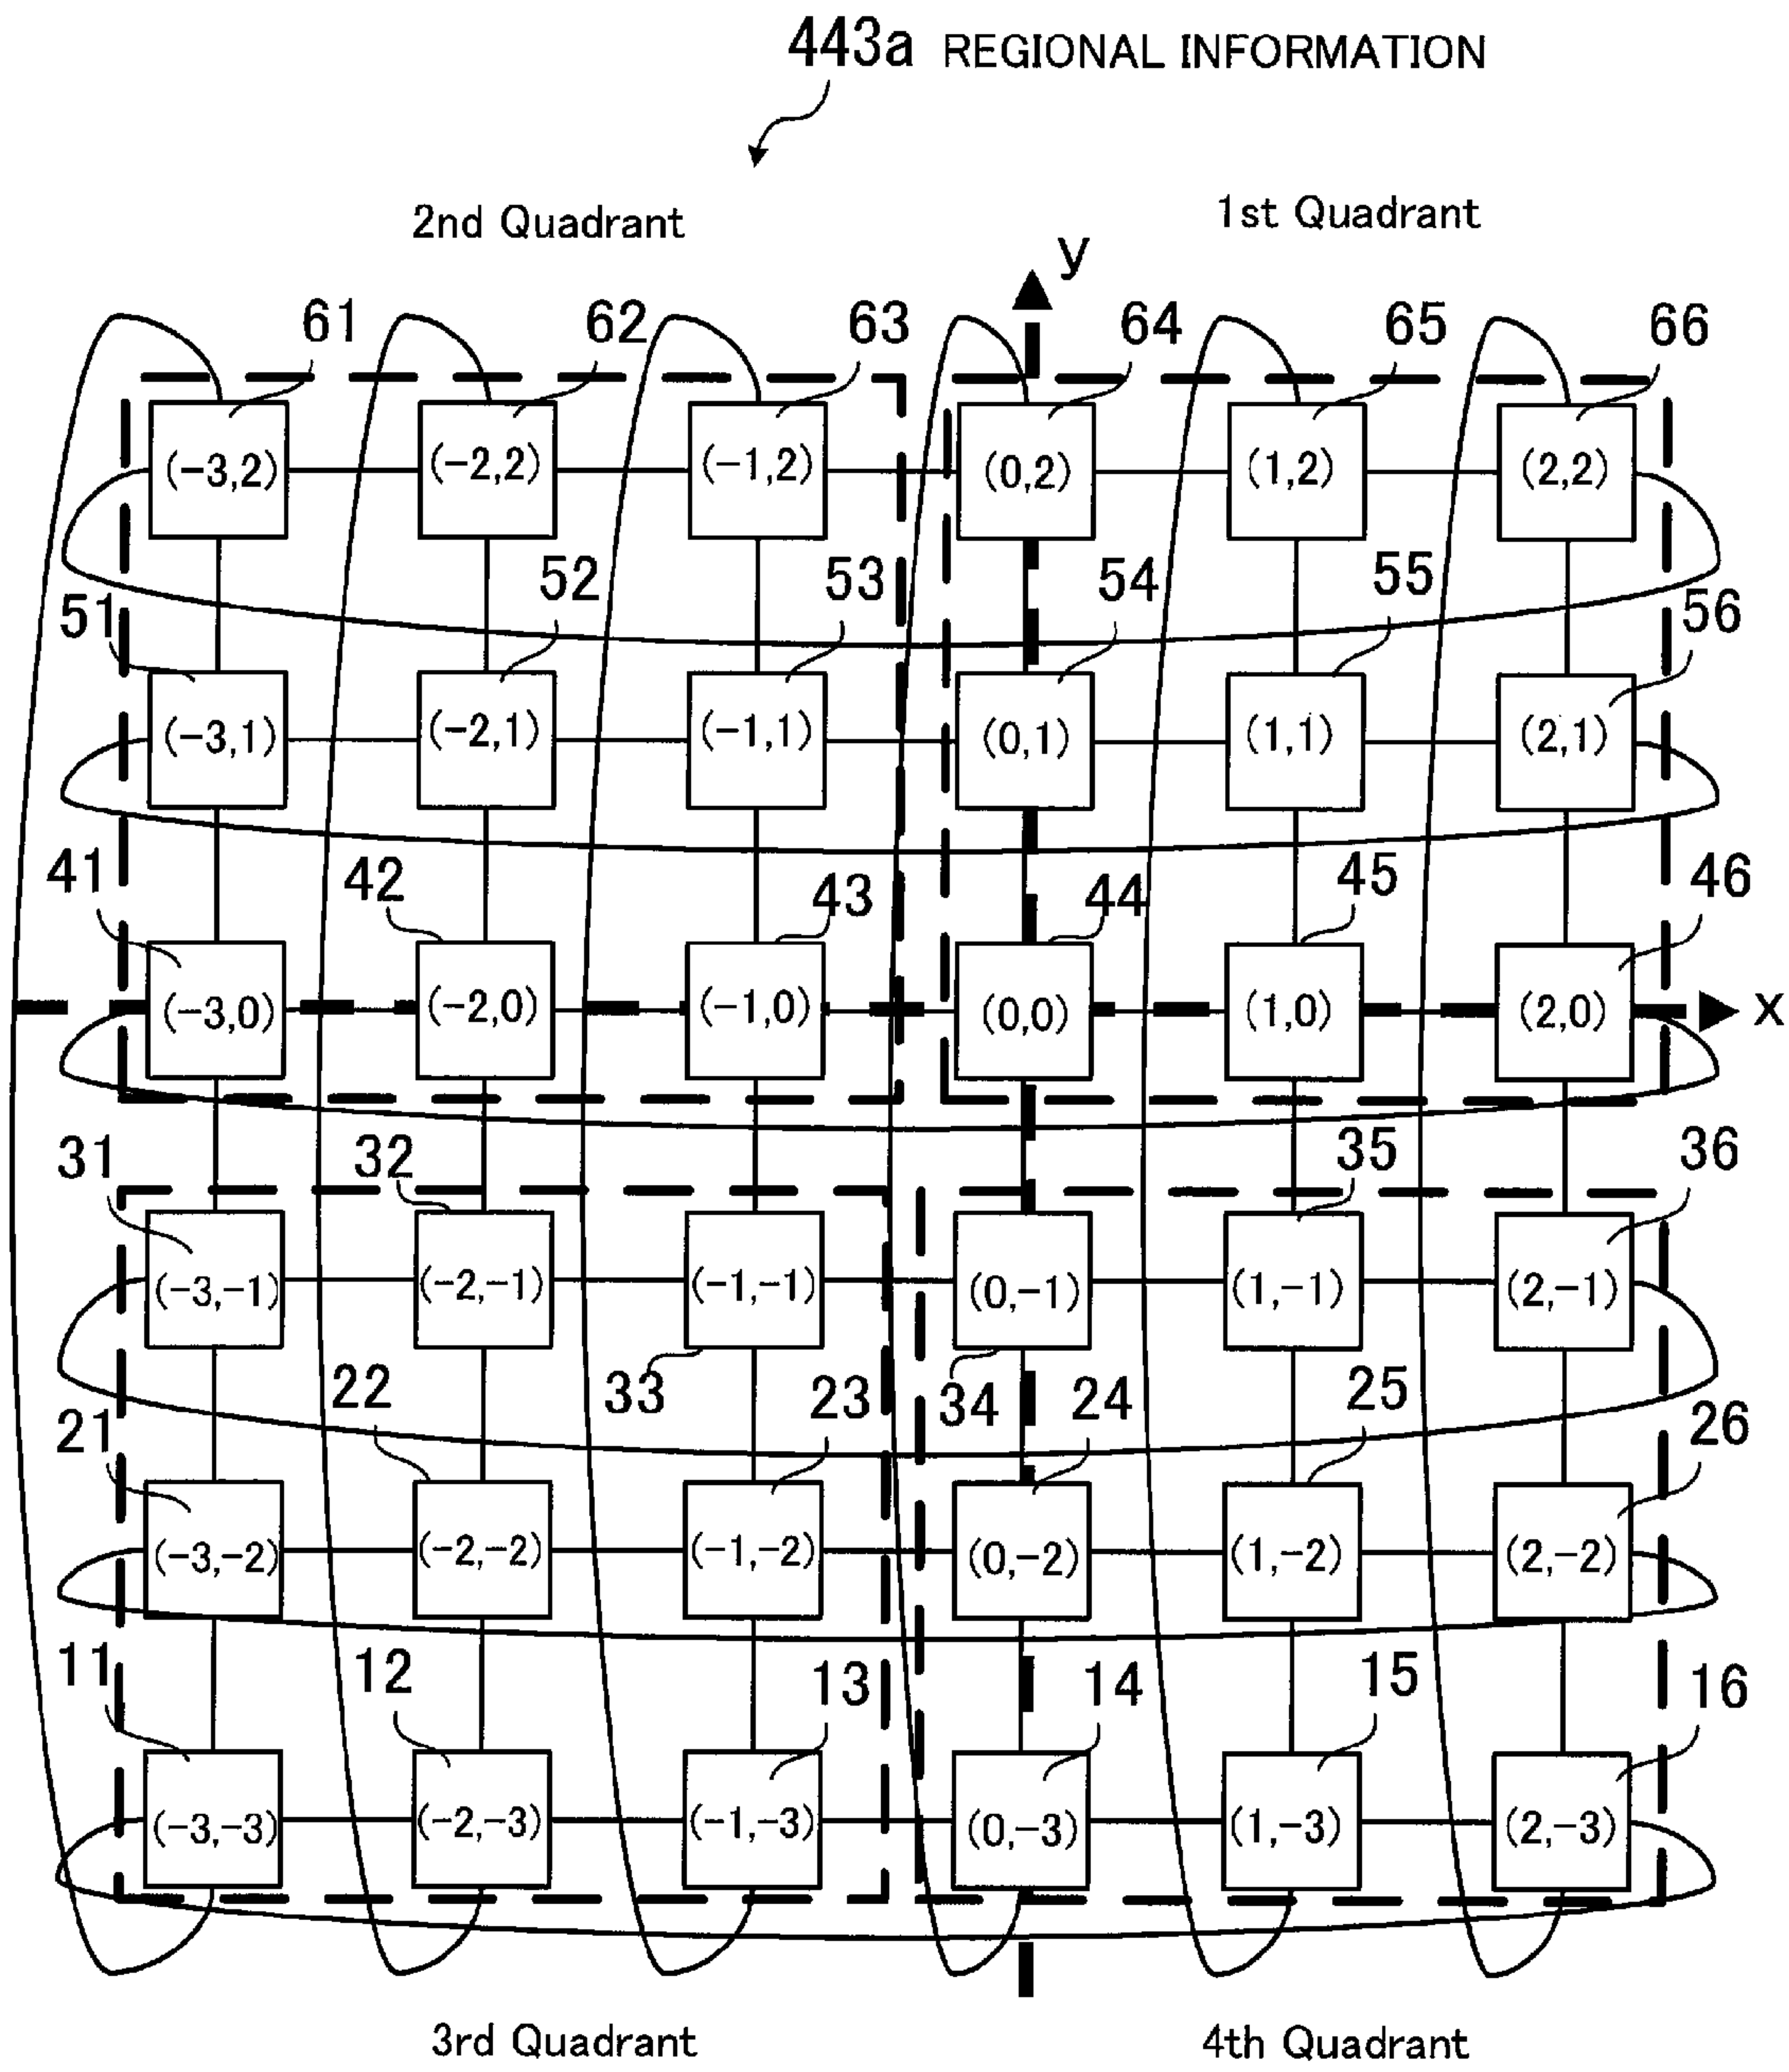 443a REGIONAL INFORMATION
2nd Quadrant 1st Quadrant
y
61 62 63 64 65 66
(-3,2) (-2,2) (-1,2) (0,2) (1,2) (2,2)
51 52 53 54 55 56
(-3,1) (-2,1) (-1,1) (0,1) (1,1) (2,1)
41 42 43 44 45 46
(-3,0) (-2,0) (-1,0) (0,0) (1,0) (2,0) x
31 32 35 36
(-3,-1) (-2,-1) (-1,-1) (0,-1) (1,-1) (2,-1)
33 34
21 22 23 24 25 26
(-3,-2) (-2,-2) (-1,-2) (0,-2) (1,-2) (2,-2)
11 12 13 14 15 16
(-3,-3) (-2,-3) (-1,-3) (0,-3) (1,-3) (2,-3)
3rd Quadrant 4th Quadrant